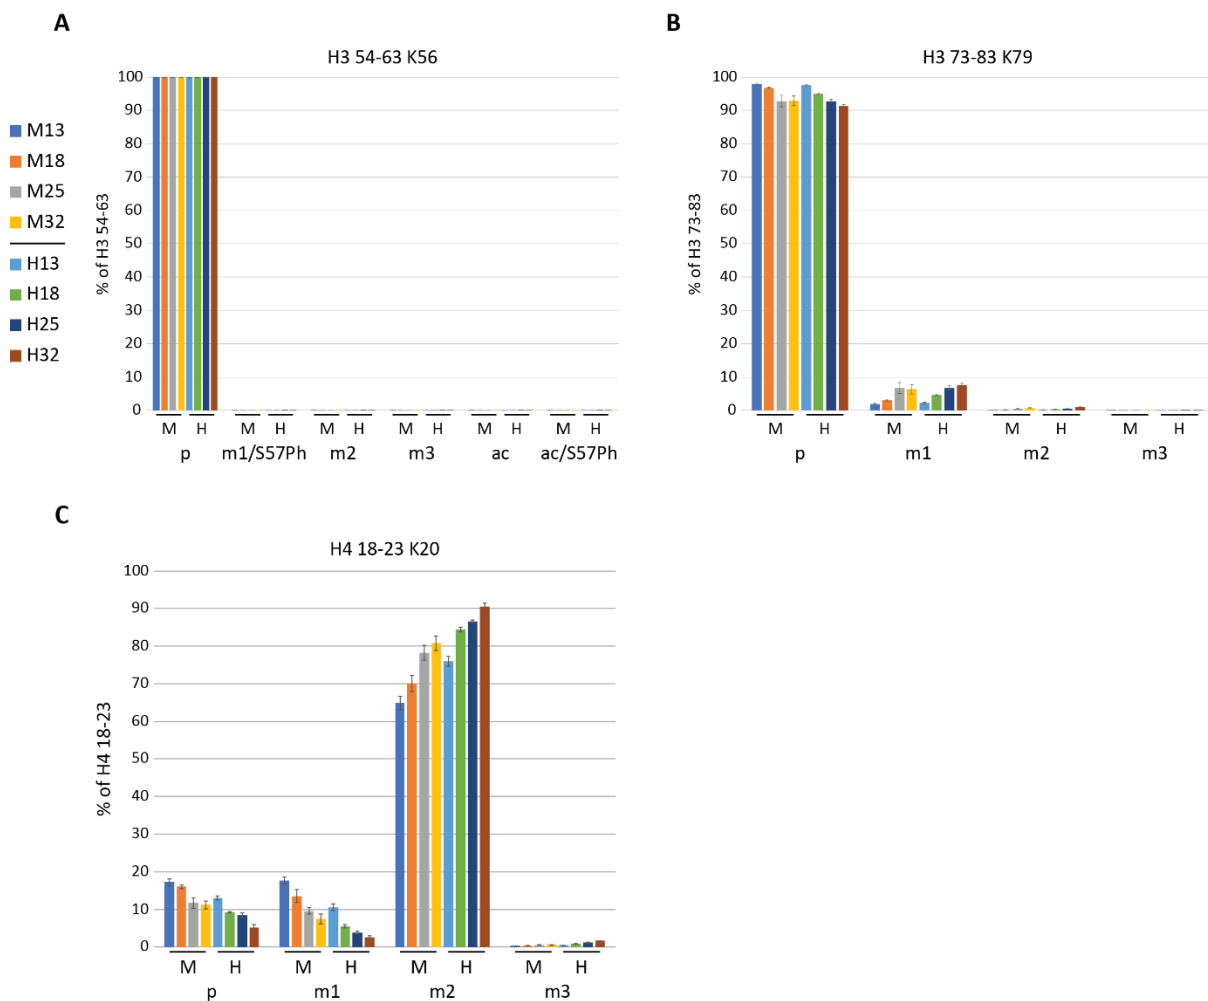 A
H3 54-63 K56
M13
M18
M25
M32
H13
H18
H25
H32
% of H3 54-63
100
90
80
70
60
50
40
30
20
10
0
M H M H M H M H M H M H
p m1/S57Ph m2 m3 ac ac/S57Ph
B
H3 73-83 K79
% of H3 73-83
100
90
80
70
60
50
40
30
20
10
0
M H M H M H M H
p m1 m2 m3
C
H4 18-23 K20
% of H4 18-23
100
90
80
70
60
50
40
30
20
10
0
M H M H M H M H
p m1 m2 m3